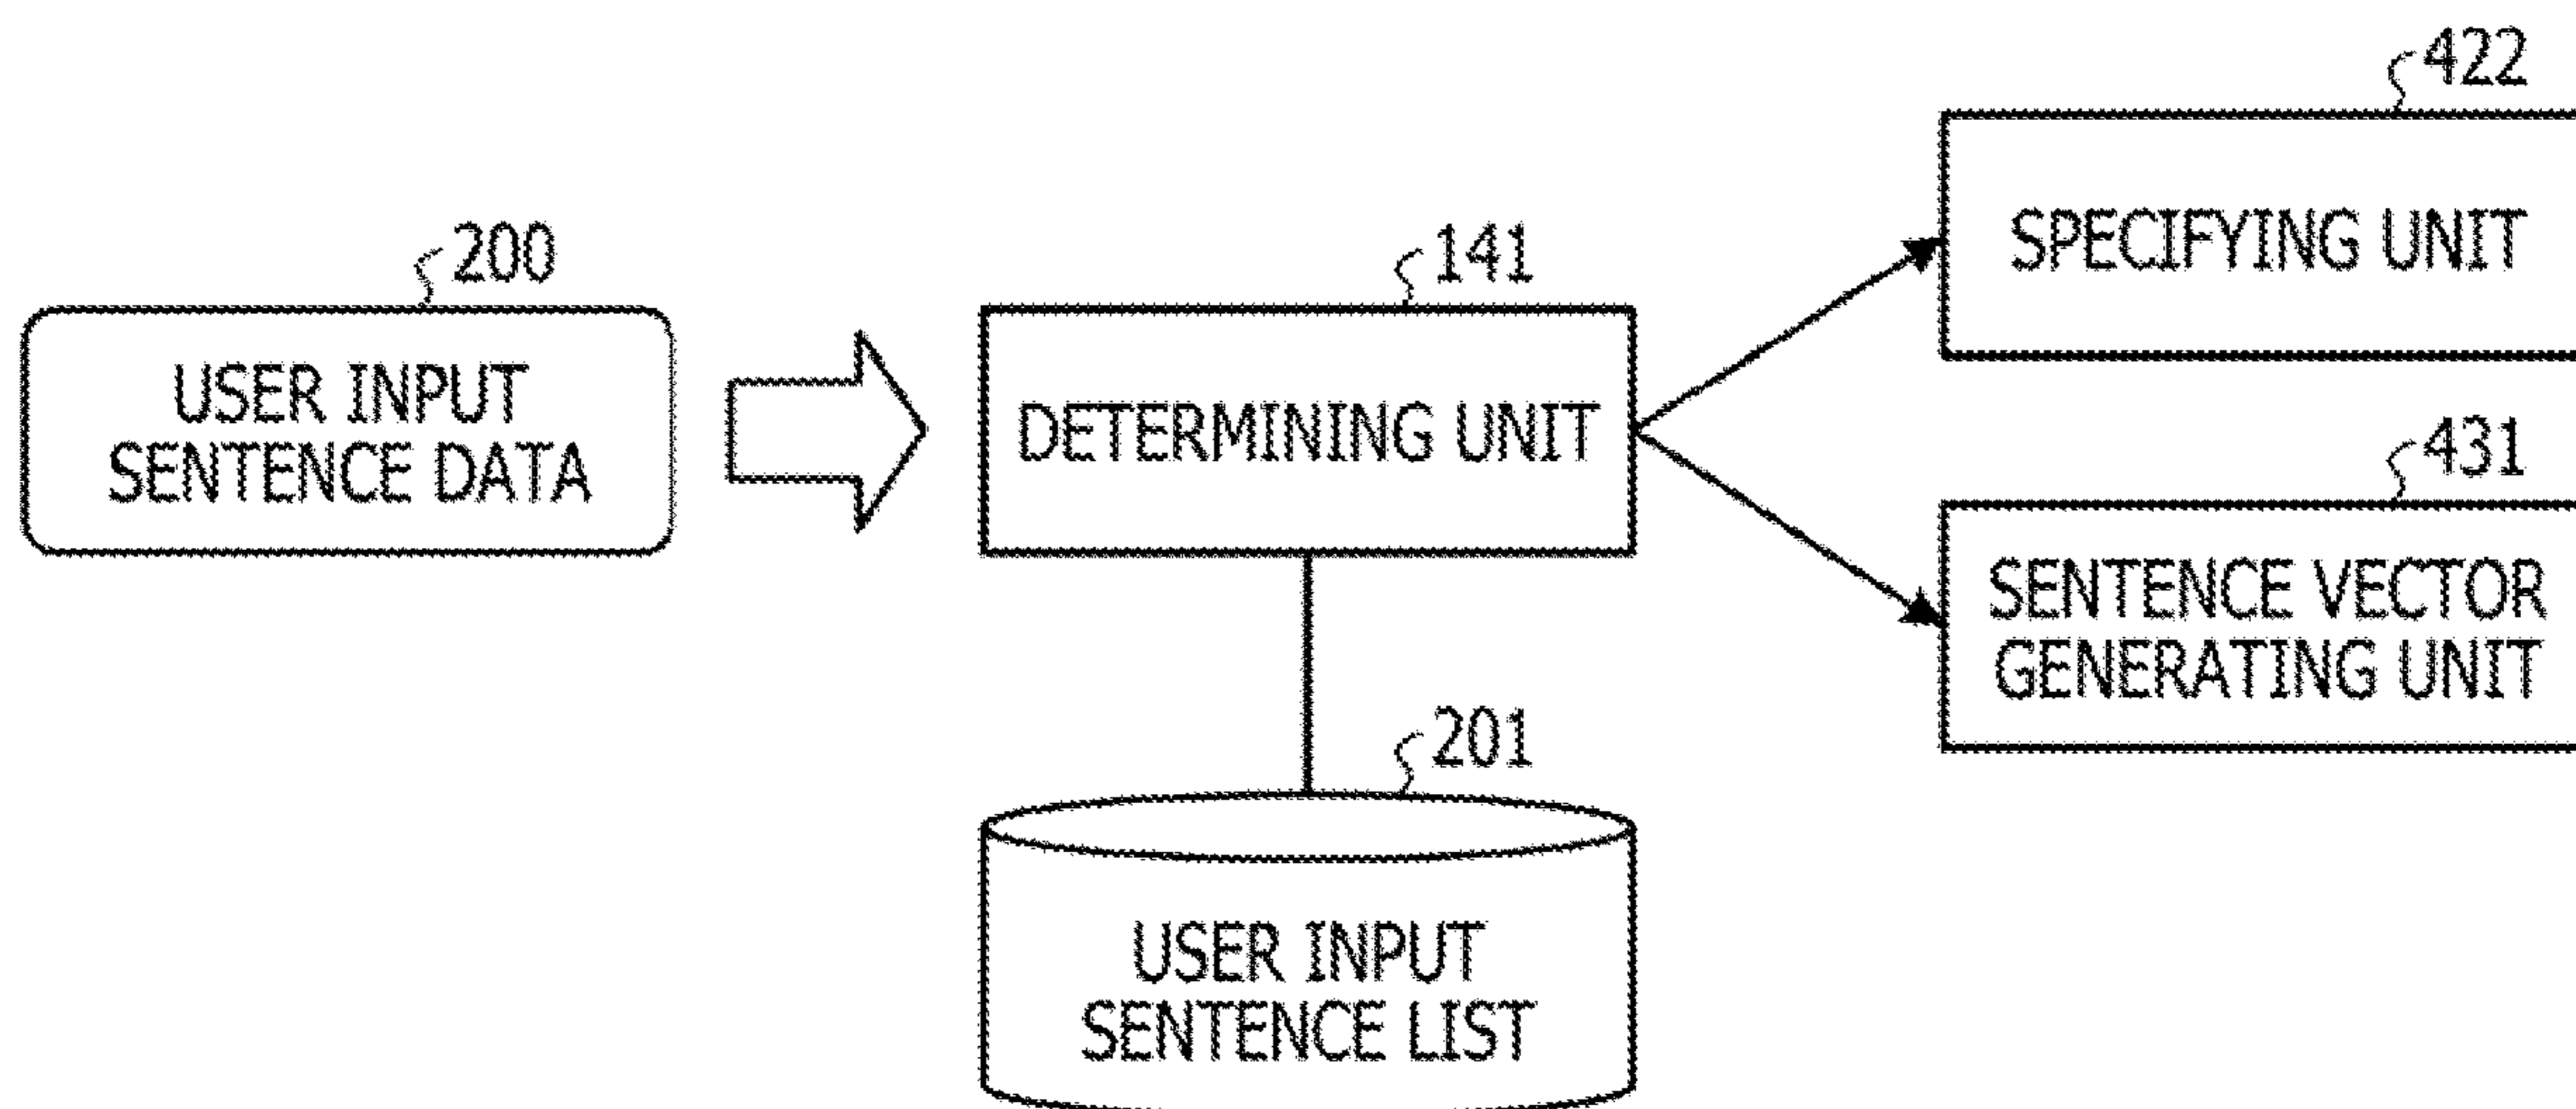 422
SPECIFYING UNIT
200
USER INPUT
SENTENCE DATA
141
DETERMINING UNIT
431
SENTENCE VECTOR
GENERATING UNIT
201
USER INPUT
SENTENCE LIST